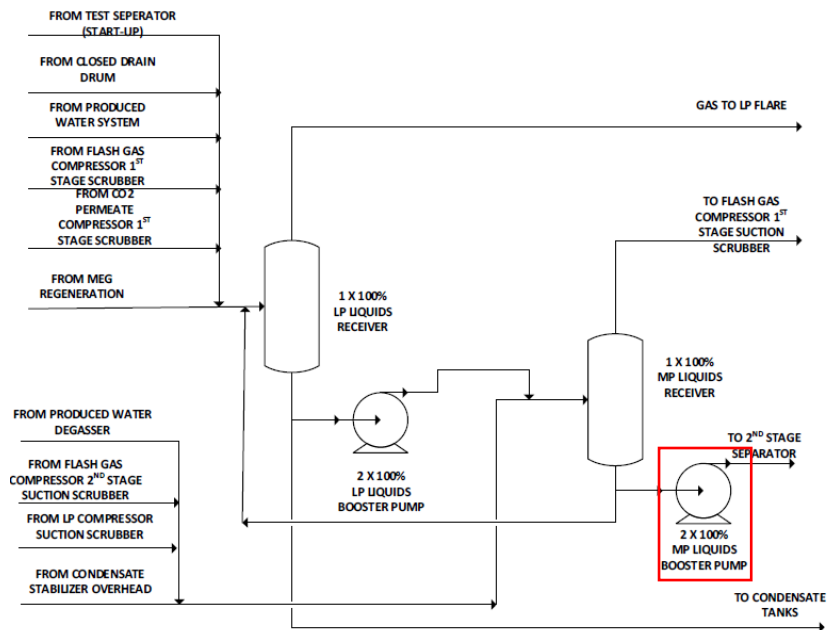 FROM TEST SEPERATOR
(START-UP)
FROM CLOSED DRAIN
DRUM
FROM PRODUCED
WATER SYSTEM
FROM FLASH GAS
COMPRESSOR 1ST
STAGE SCRUBBER
FROM CO2
PERMEATE
COMPRESSOR 1ST
STAGE SCRUBBER
FROM MEG
REGENERATION
GAS TO LP FLARE
TO FLASH GAS
COMPRESSOR 1ST
STAGE SUCTION
SCRUBBER
1 X 100%
LP LIQUIDS
RECEIVER
1 X 100%
MP LIQUIDS
RECEIVER
2 X 100%
LP LIQUIDS
BOOSTER PUMP
TO 2ND STAGE
SEPARATOR
2 X 100%
MP LIQUIDS
BOOSTER PUMP
FROM PRODUCED WATER
DEGASSER
FROM FLASH GAS
COMPRESSOR 2ND STAGE
SUCTION SCRUBBER
FROM LP COMPRESSOR
SUCTION SCRUBBER
FROM CONDENSATE
STABILIZER OVERHEAD
TO CONDENSATE
TANKS